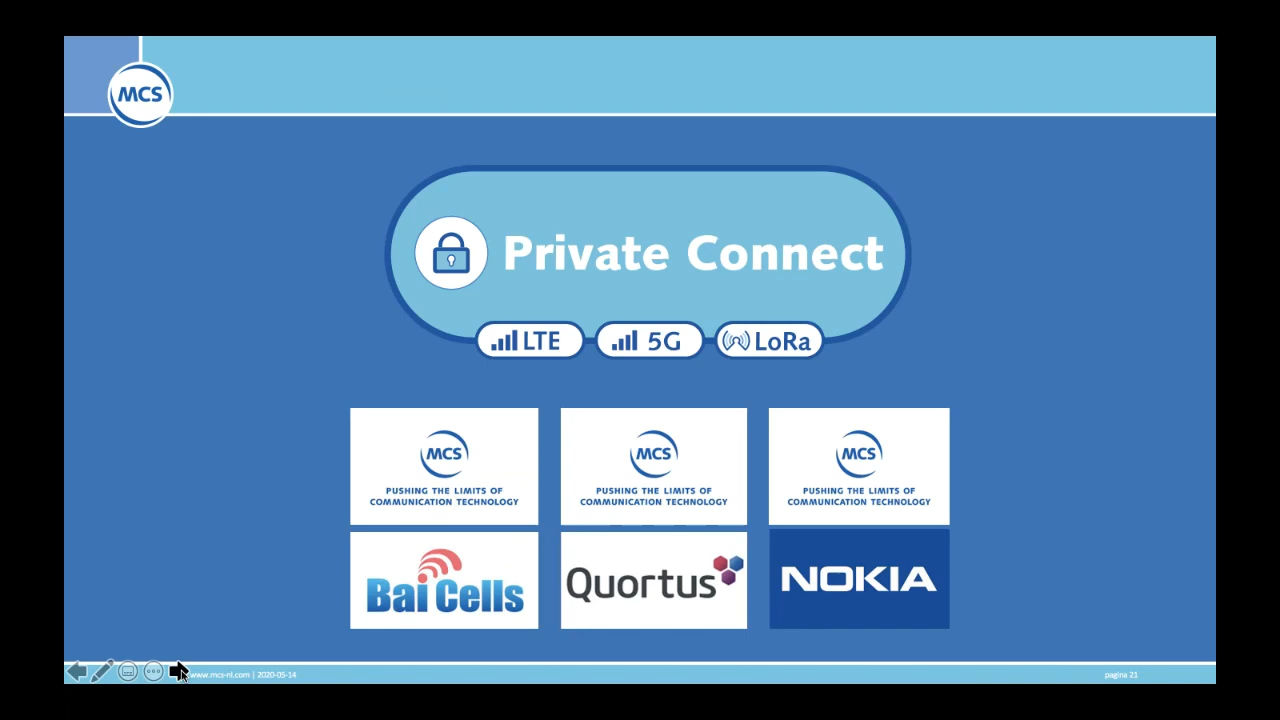 MCS
Private Connect
LTE
5G
LoRa
MCS
PUSHING THE LIMITS OF
COMMUNICATION TECHNOLOGY
MCS
PUSHING THE LIMITS OF
COMMUNICATION TECHNOLOGY
MCS
PUSHING THE LIMITS OF
COMMUNICATION TECHNOLOGY
Bai Cells
Quortus
NOKIA
www.mcs-nl.com | 2020-05-14
pagina 21